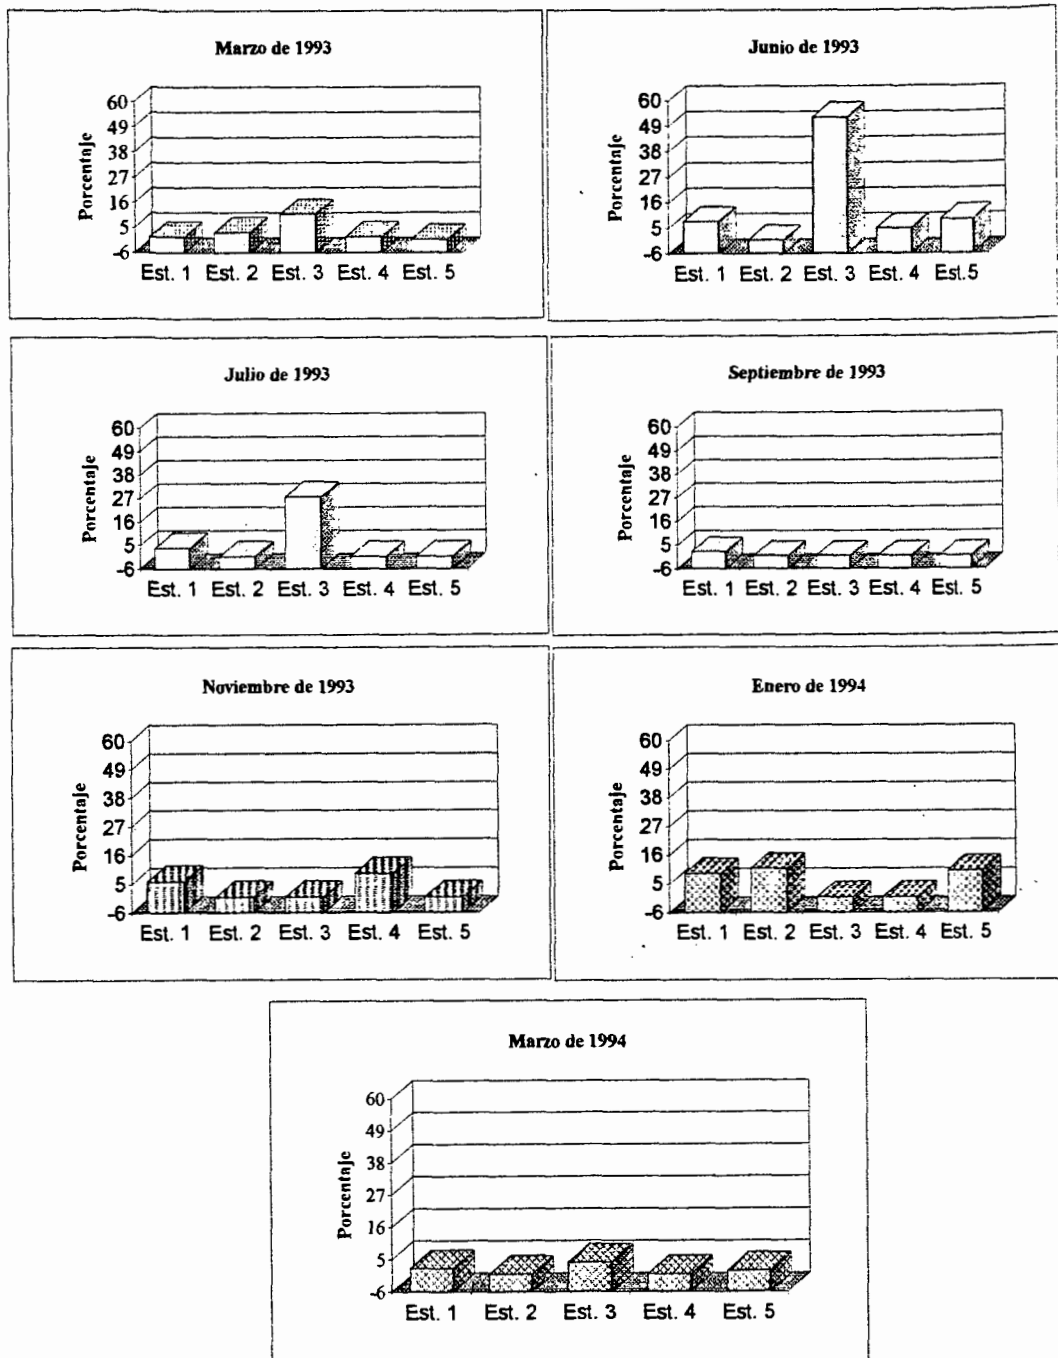 Marzo de 1993
Porcentaje
60
49
38
27
16
5
-6
Est. 1 Est. 2 Est. 3 Est. 4 Est. 5
Junio de 1993
Porcentaje
60
49
38
27
16
5
-6
Est. 1 Est. 2 Est. 3 Est. 4 Est.5
Julio de 1993
Porcentaje
60
49
38
27
16
5
-6
Est. 1 Est. 2 Est. 3 Est. 4 Est. 5
Septiembre de 1993
Porcentaje
60
49
38
27
16
5
-6
Est. 1 Est. 2 Est. 3 Est. 4 Est. 5
Noviembre de 1993
Porcentaje
60
49
38
27
16
5
-6
Est. 1 Est. 2 Est. 3 Est. 4 Est. 5
Enero de 1994
Porcentaje
60
49
38
27
16
5
-6
Est. 1 Est. 2 Est. 3 Est. 4 Est. 5
Marzo de 1994
Porcentaje
60
49
38
27
16
5
-6
Est. 1 Est. 2 Est. 3 Est. 4 Est. 5